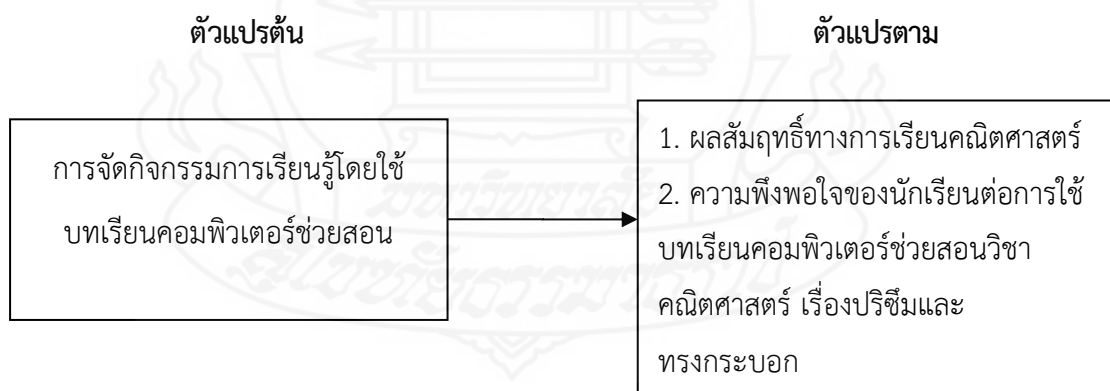 ตัวแปรต้น
ตัวแปรตาม
การจัดกิจกรรมการเรียนรู้โดยใช้
บทเรียนคอมพิวเตอร์ช่วยสอน
1. ผลสัมฤทธิ์ทางการเรียนคณิตศาสตร์
2. ความพึงพอใจของนักเรียนต่อการใช้
บทเรียนคอมพิวเตอร์ช่วยสอนวิชา
คณิตศาสตร์ เรื่องปริซึมและ
ทรงกระบอก